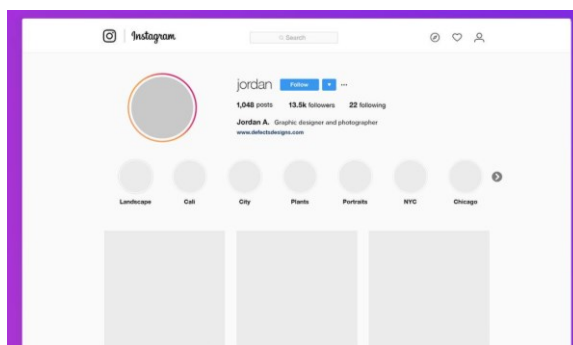 Instagram
Search
jordan Follow
1,048 posts 13.5k followers 22 following
Jordan A. Graphic designer and photographer
www.defectsdesigns.com
Landscape Cali City Plants Portraits NYC Chicago